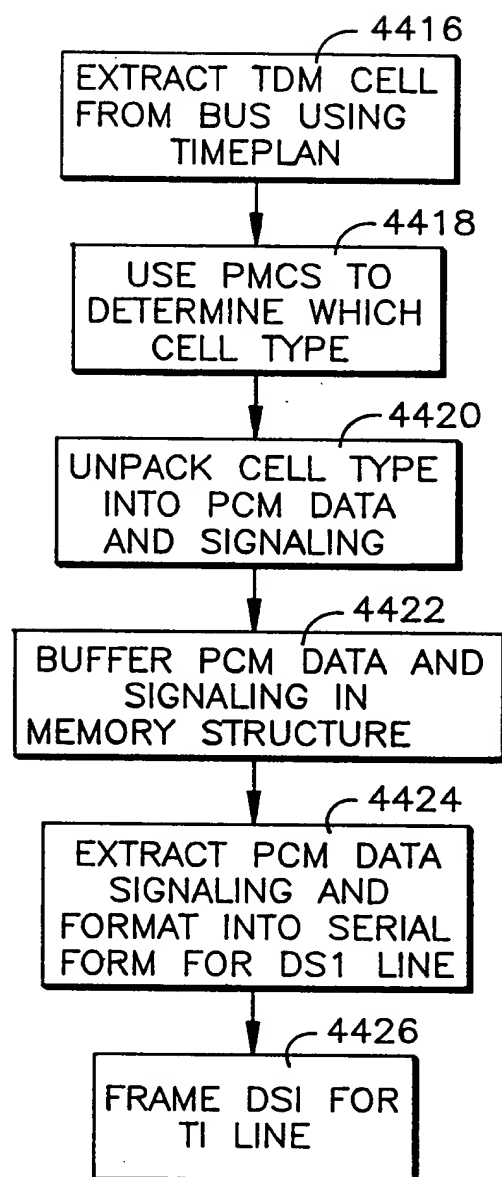 4416
EXTRACT TDM CELL
FROM BUS USING
TIMEPLAN
4418
USE PMCS TO
DETERMINE WHICH
CELL TYPE
4420
UNPACK CELL TYPE
INTO PCM DATA
AND SIGNALING
4422
BUFFER PCM DATA AND
SIGNALING IN
MEMORY STRUCTURE
4424
EXTRACT PCM DATA
SIGNALING AND
FORMAT INTO SERIAL
FORM FOR DS1 LINE
4426
FRAME DSI FOR
TI LINE